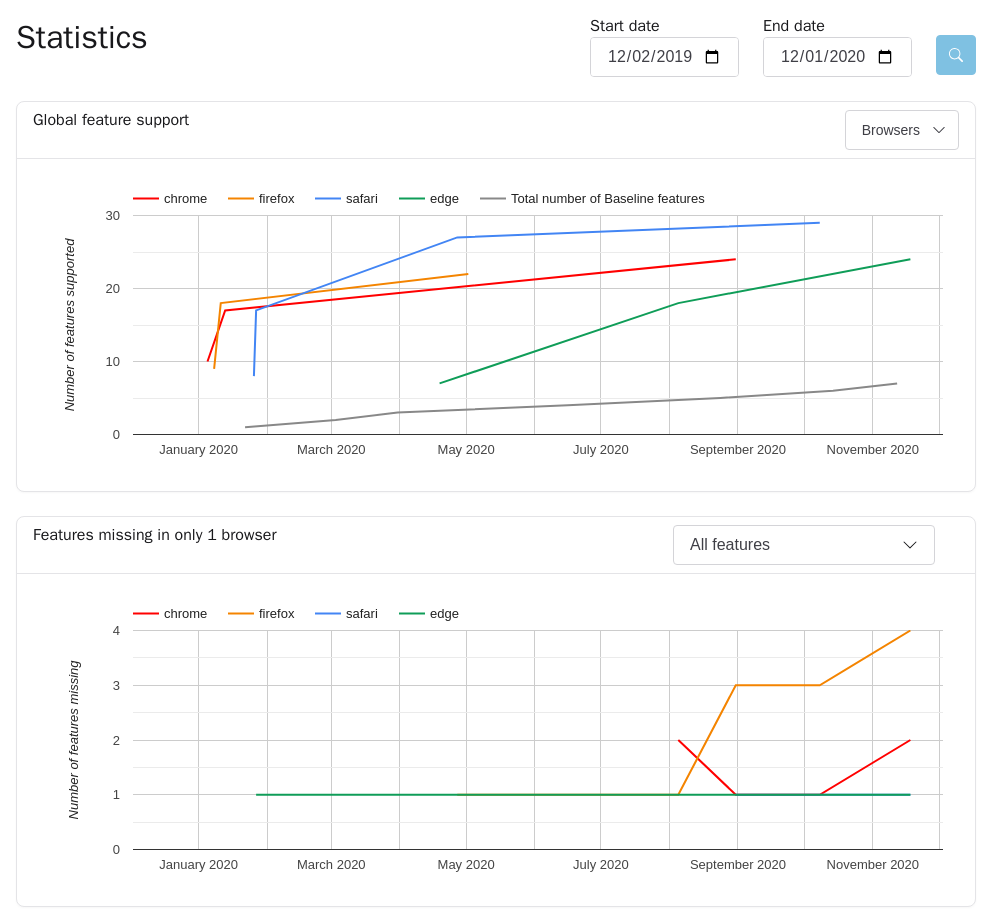 Statistics
Start date
End date
12/02/2019
12/01/2020
Global feature support
Browsers
chrome firefox safari edge Total number of Baseline features
30
20
10
0
Number of features supported
January 2020 March 2020 May 2020 July 2020 September 2020 November 2020
Features missing in only 1 browser
All features
chrome firefox safari edge
4
3
2
1
0
Number of features missing
January 2020 March 2020 May 2020 July 2020 September 2020 November 2020